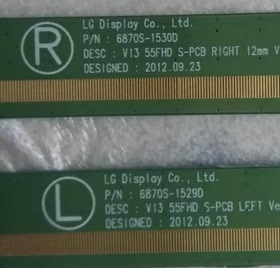 R
LG Display Co., Ltd.
P/N : 6870S-1530D
DESC : V13 55FHD S-PCB RIGHT 12mm V
DESIGNED : 2012.09.23
L
LG Display Co., Ltd.
P/N : 6870S-1529D
DESC : V13 55FHD S-PCB LEFT Ve
DESIGNED : 2012.09.23